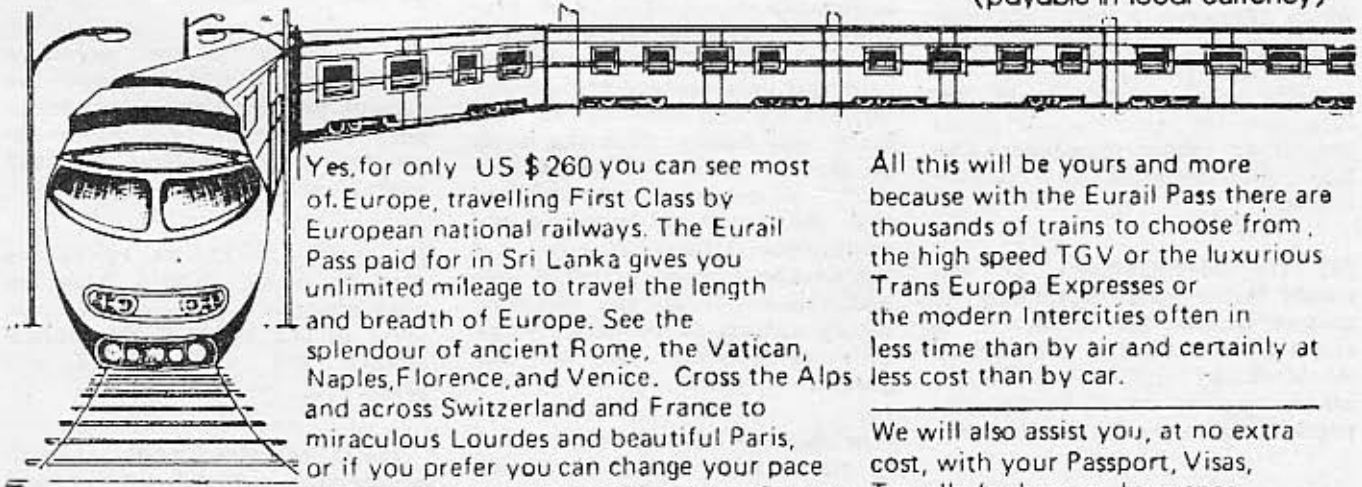 (payable in local currency)
Yes, for only US $260 you can see most
of. Europe, travelling First Class by
European national railways. The Eurail
Pass paid for in Sri Lanka gives you
unlimited mileage to travel the length
and breadth of Europe. See the
splendour of ancient Rome, the Vatican,
Naples, Florence, and Venice. Cross the Alps
and across Switzerland and France to
miraculous Lourdes and beautiful Paris,
or if you prefer you can change your pace
All this will be yours and more
because with the Eurail Pass there are
thousands of trains to choose from,
the high speed TGV or the luxurious
Trans Europa Expresses or
the modern Intercities often in
less time than by air and certainly at
less cost than by car.
We will also assist you, at no extra
cost, with your Passport, Visas,